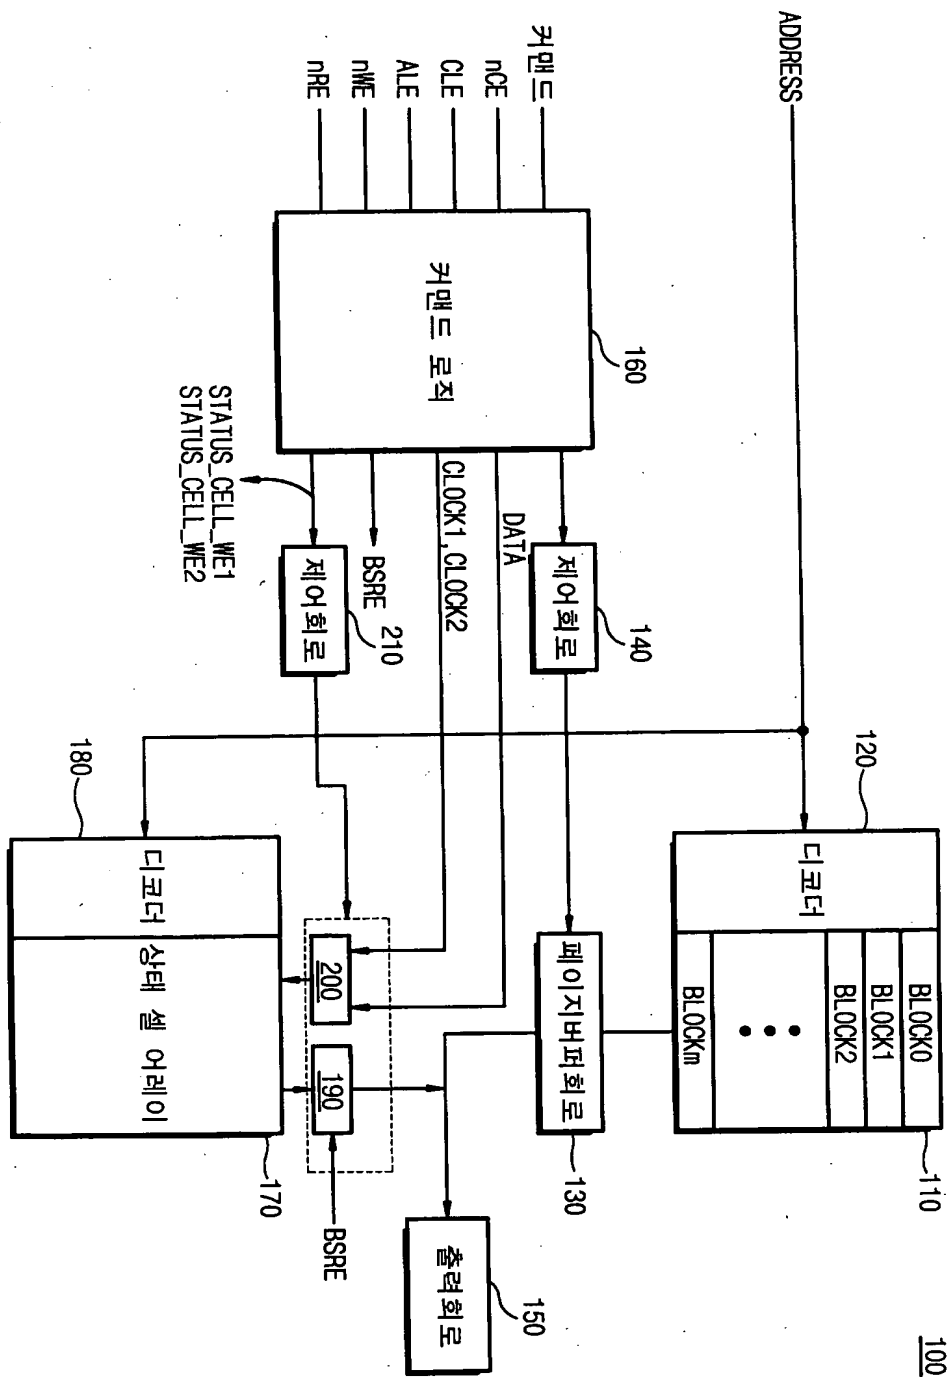 100
ADDRESS
120
디코더
BLOCK0
BLOCK1
BLOCK2
BLOCKm
110
커맨드
nCE
CLE
ALE
nWE
nRE
커맨드 로직
160
제어회로
140
페이지버퍼회로
130
DATA
CLOCK1, CLOCK2
BSRE
제어회로
210
STATUS_CELL_WE1
STATUS_CELL_WE2
출력회로
150
200
190
BSRE
180
디코더
상태 셀 어레이
170